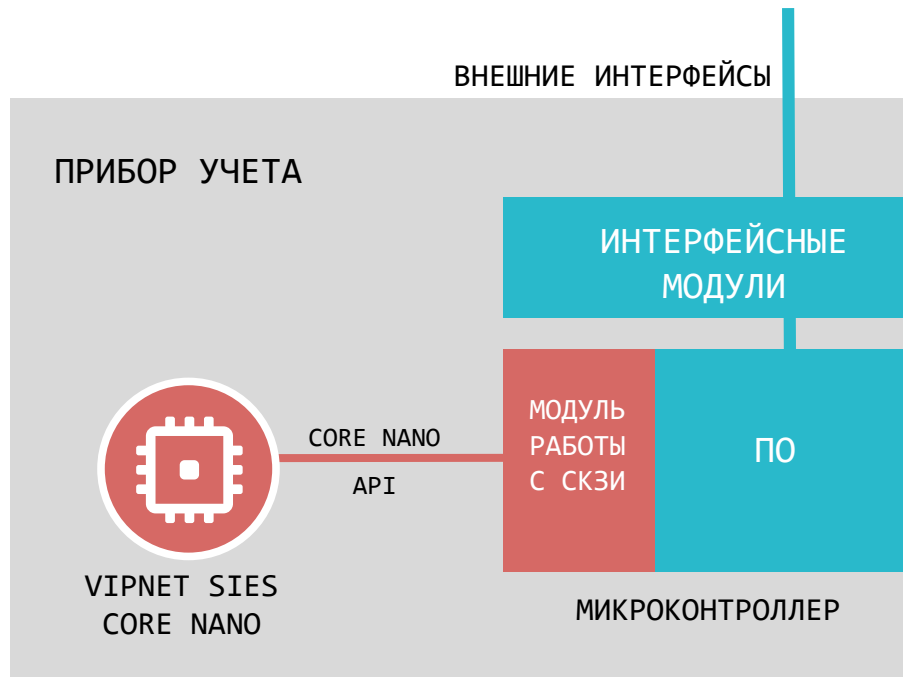 ВНЕШНИЕ ИНТЕРФЕЙСЫ
ПРИБОР УЧЕТА
ИНТЕРФЕЙСНЫЕ
МОДУЛИ
МОДУЛЬ
РАБОТЫ
С СКЗИ
ПО
CORE NANO
API
VIPNET SIES
CORE NANO
МИКРОКОНТРОЛЛЕР